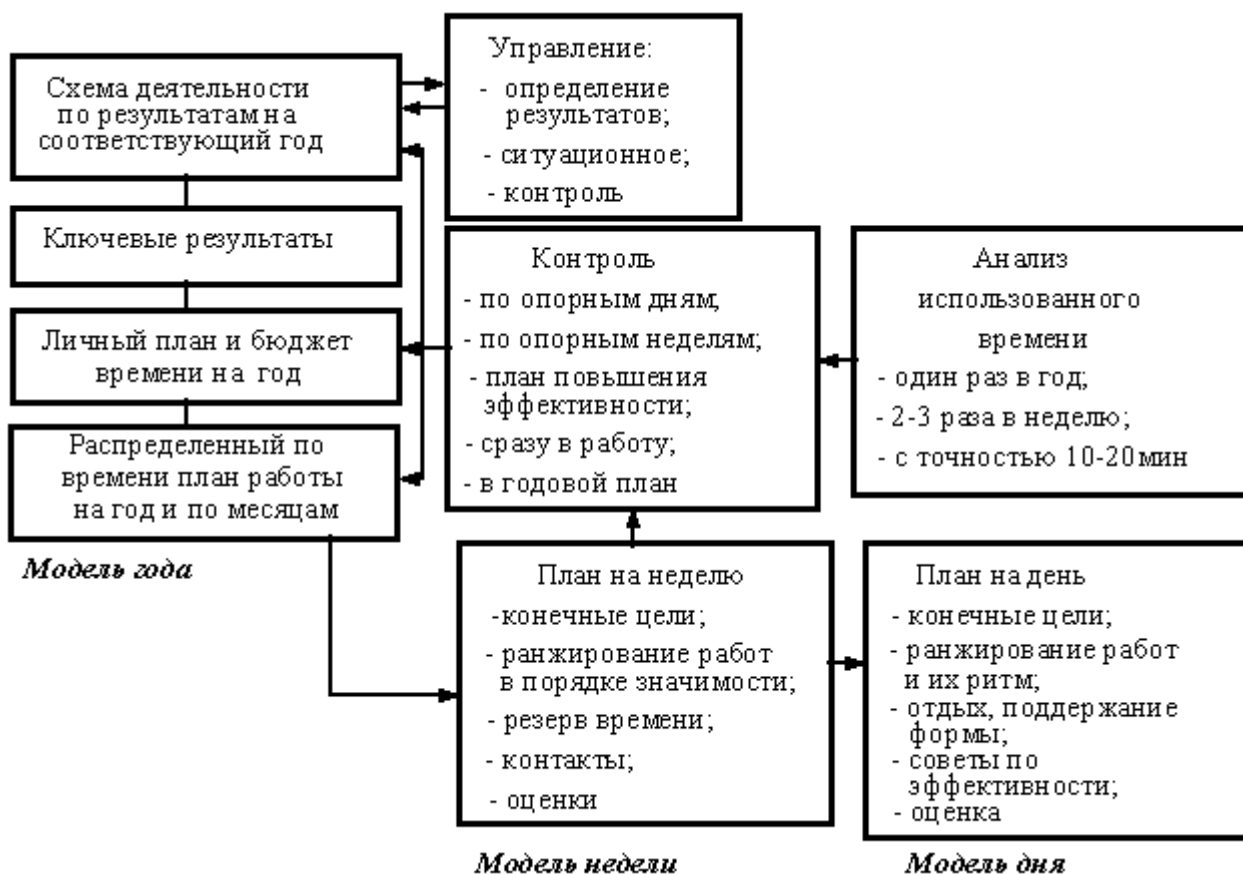 Схема деятельности
по результатам на
соответствующий год
Ключевые результаты
Личный план и бюджет
времени на год
Распределенный по
времени план работы
на год и по месяцам
Модель года
Управление:
- определение
результатов;
- ситуационное;
- контроль
Контроль
- по опорным дням;
- по опорным неделям;
- план повышения
эффективности;
- сразу в работу;
- в годовой план
Анализ
использованного
времени
- один раз в год;
- 2-3 раза в неделю;
- с точностью 10-20мин
План на неделю
-конечные цели;
- ранжирование работ
в порядке значимости;
- резерв времени;
- контакты;
- оценки
Модель недели
План на день
- конечные цели;
- ранжирование работ
и их ритм;
- отдых, поддержание
формы;
- советы по
эффективности;
- оценка
Модель дня